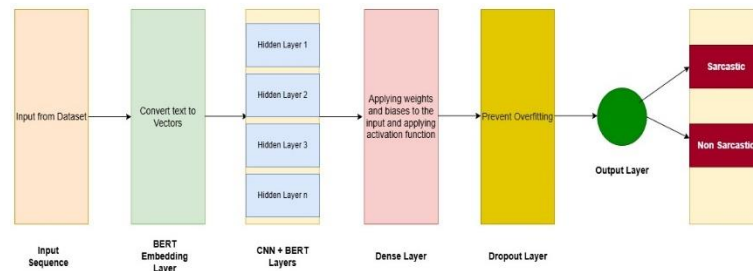 Input from Dataset
Convert text to
Vectors
Hidden Layer 1
Hidden Layer 2
Hidden Layer 3
Hidden Layer n
Applying weights
and biases to the
input and applying
activation function
Prevent Overfitting
Sarcastic
Non Sarcastic
Input
Sequence
BERT
Embedding
Layer
CNN + BERT
Layers
Dense Layer
Dropout Layer
Output Layer